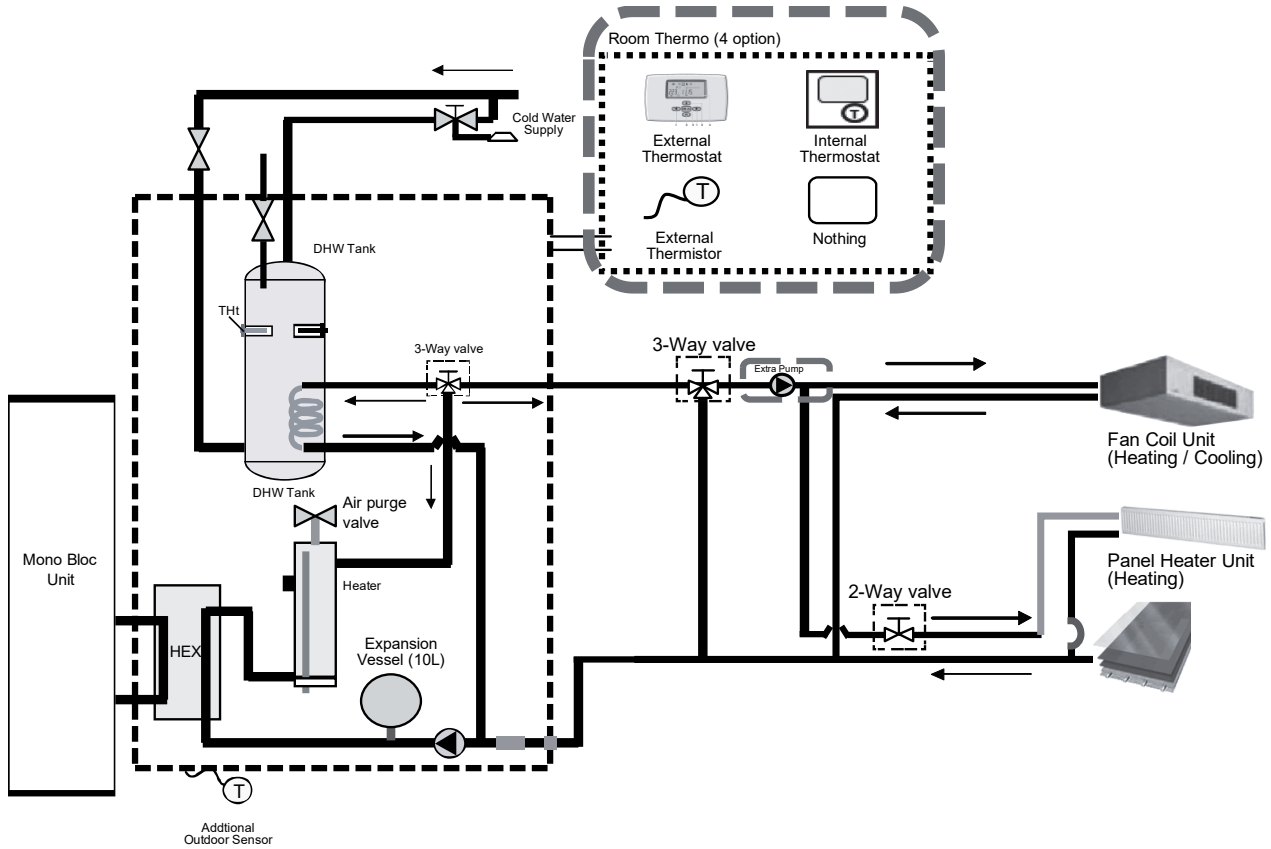 Room Thermo (4 option)
External
Thermostat
Internal
Thermostat
T
T
External
Thermistor
Nothing
Cold Water
Supply
DHW Tank
THt
3-Way valve
3-Way valve
Extra Pump
Fan Coil Unit
(Heating / Cooling)
DHW Tank
Air purge
valve
Mono Bloc
Unit
Heater
Panel Heater Unit
(Heating)
2-Way valve
HEX
Expansion
Vessel (10L)
T
Addtional
Outdoor Sensor